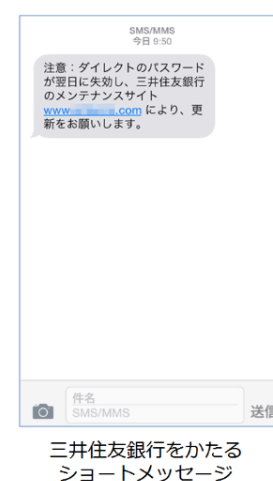 SMS/MMS
今日 9:50
注意：ダイレクトのパスワード
が翌日に失効し、三井住友銀行
のメンテナンスサイト
www .com により、更
新をお願いします。
件名
SMS/MMS
送信
三井住友銀行をかたる
ショートメッセージ